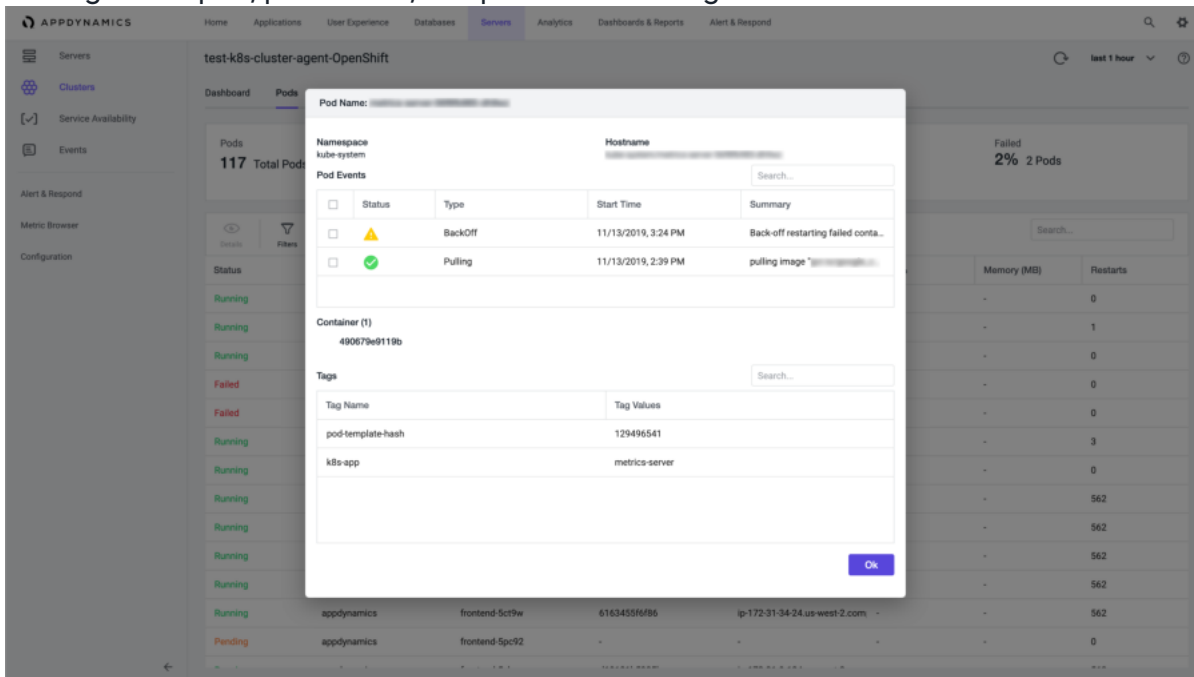 APPDYNAMICS Home Applications User Experience Databases Servers Analytics Dashboards & Reports Alert & Respond
Servers
Clusters
Service Availability
Events
Alert & Respond
Metric Browser
Configuration
test-k8s-cluster-agent-OpenShift last 1 hour
Dashboard Pods
Pods
117 Total Pods
Failed
2% 2 Pods
Details Filters Search...
Status Memory (MB) Restarts
Running - 0
Running - 1
Running - 0
Failed - 0
Failed - 0
Running - 3
Running - 0
Running - 562
Running - 562
Running - 562
Running - 562
Running appdynamics frontend-5ct9w 6163455f6f86 ip-172-31-34-24.us-west-2.com; - - 562
Pending appdynamics frontend-5pc92 - - - - 0
Pod Name:
Namespace Hostname
kube-system
Pod Events Search...
Status Type Start Time Summary
BackOff 11/13/2019, 3:24 PM Back-off restarting failed conta...
Pulling 11/13/2019, 2:39 PM pulling image "
Container (1)
490679e9119b
Tags Search...
Tag Name Tag Values
pod-template-hash 129496541
k8s-app metrics-server
Ok